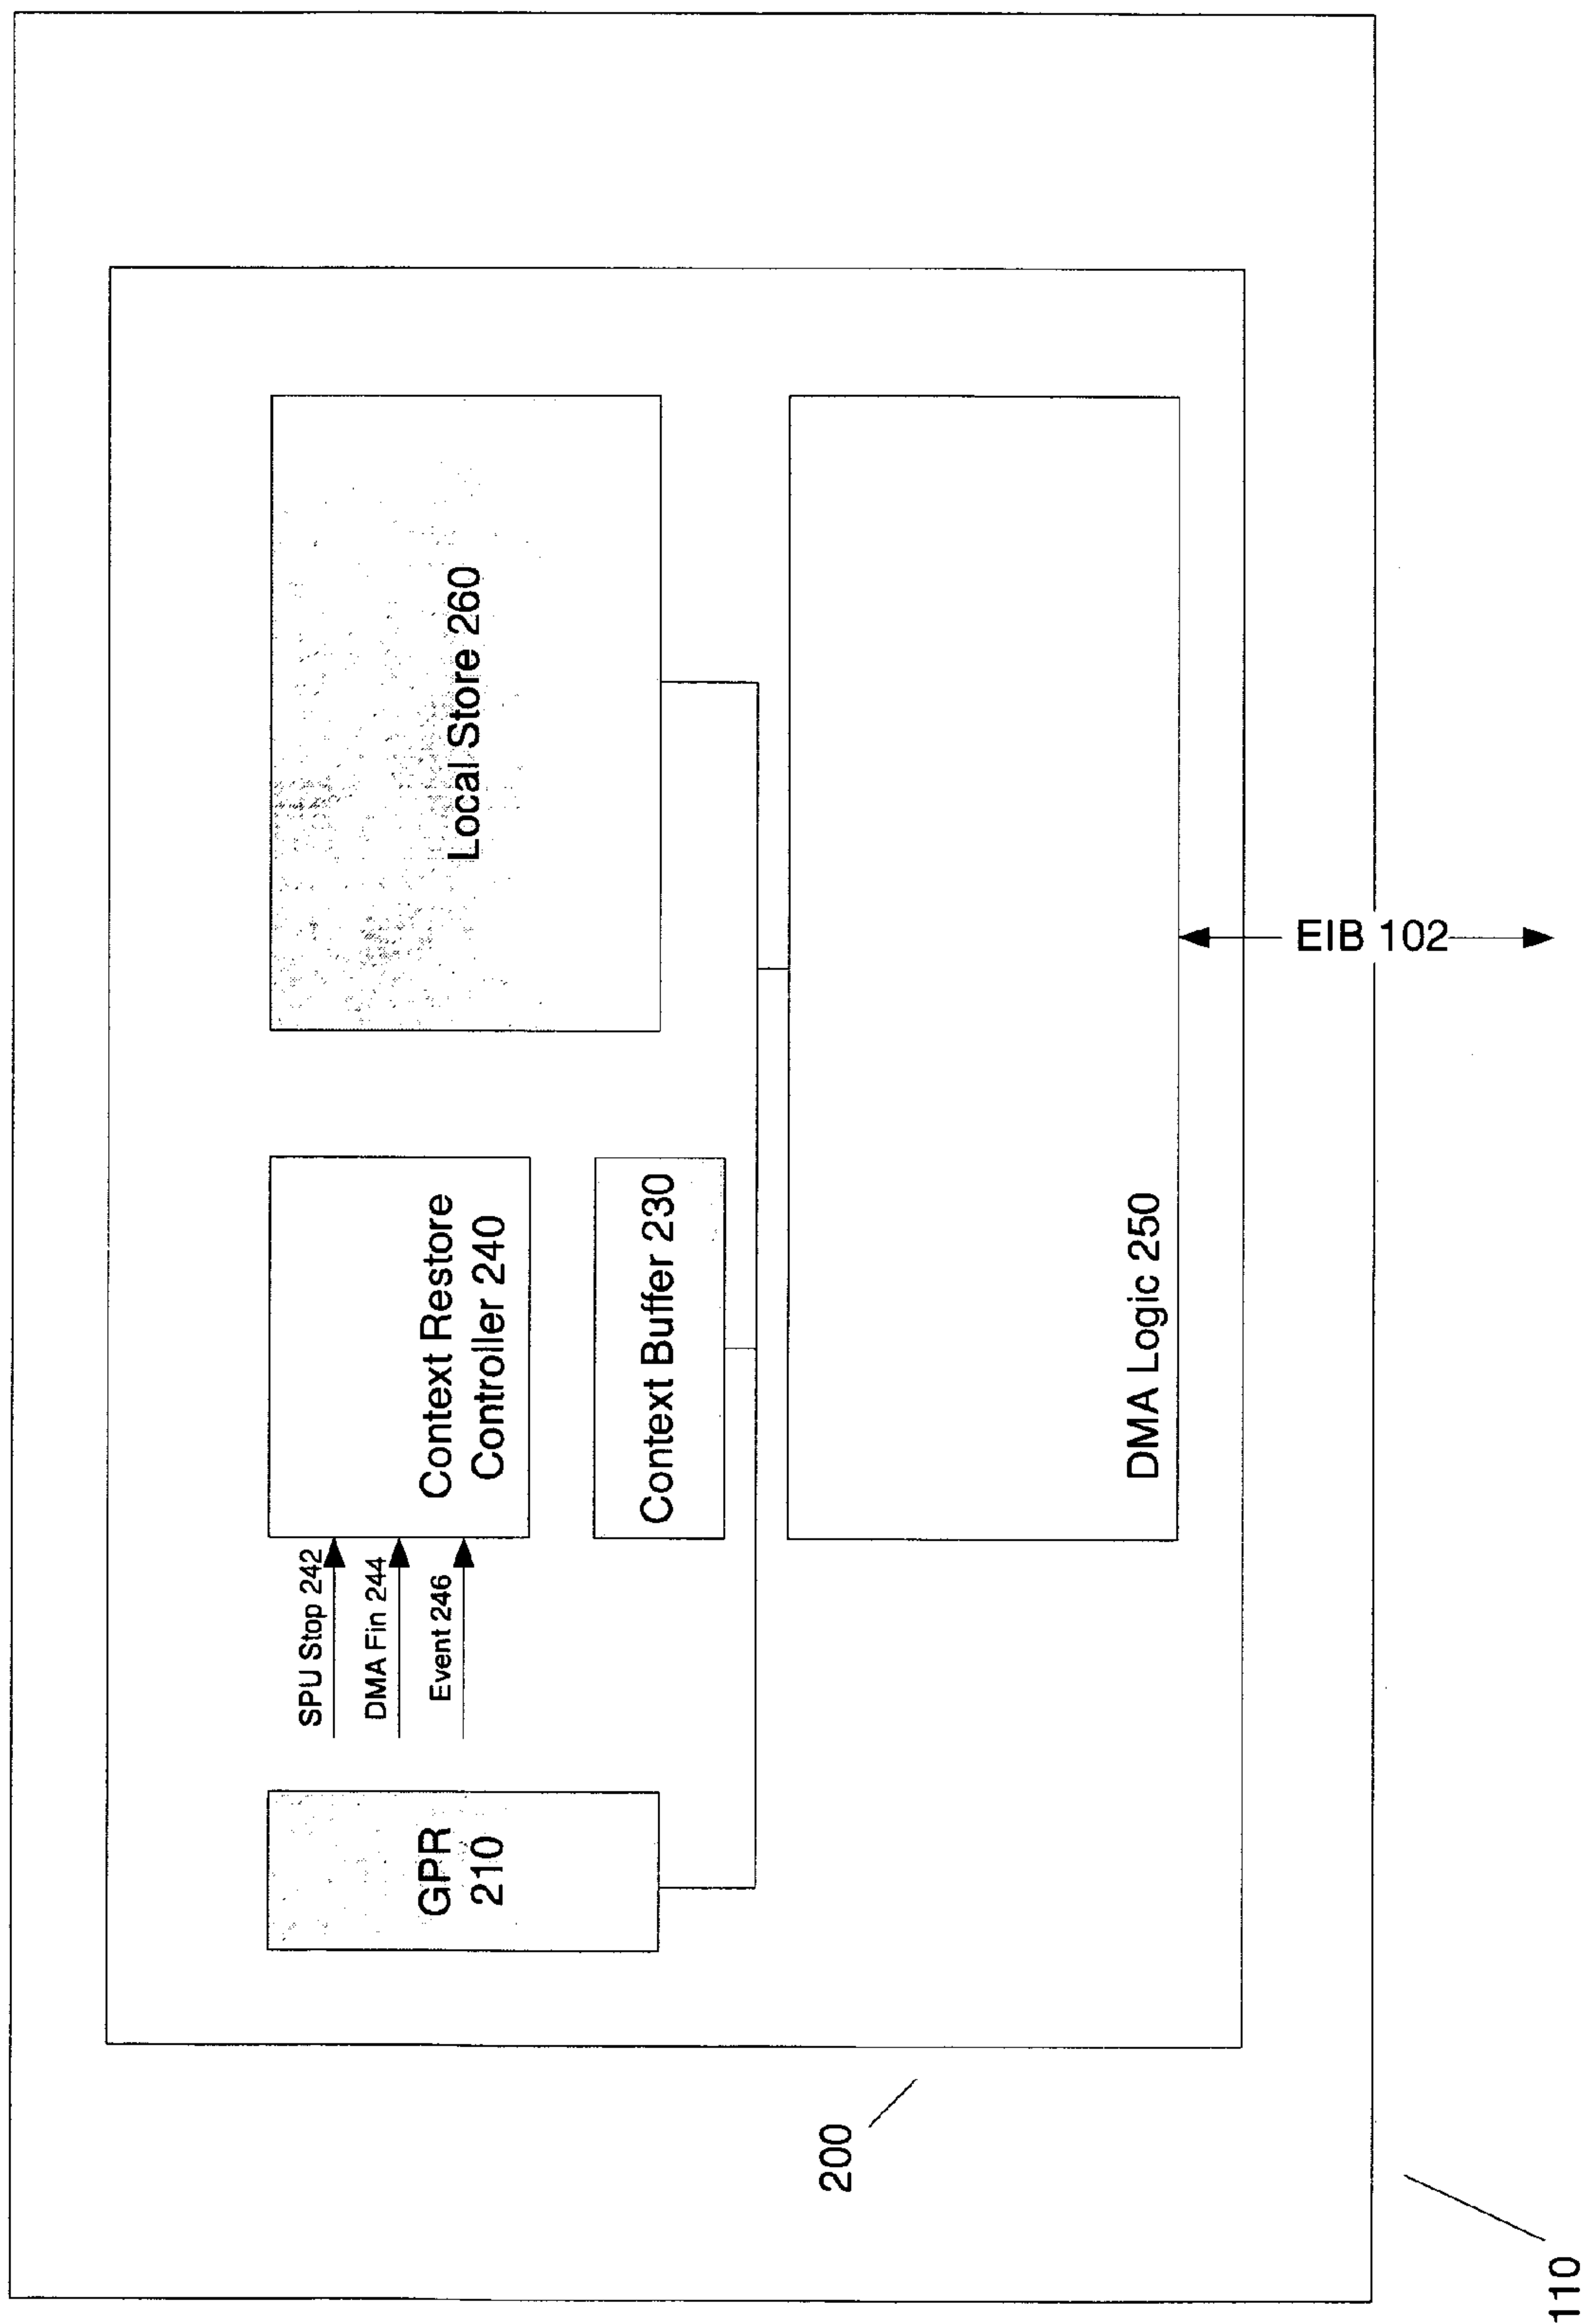 SPU Stop 242
DMA Fin 244
Event 246
GPR
210
Context Restore
Controller 240
Local Store 260
Context Buffer 230
DMA Logic 250
EIB 102
200
110